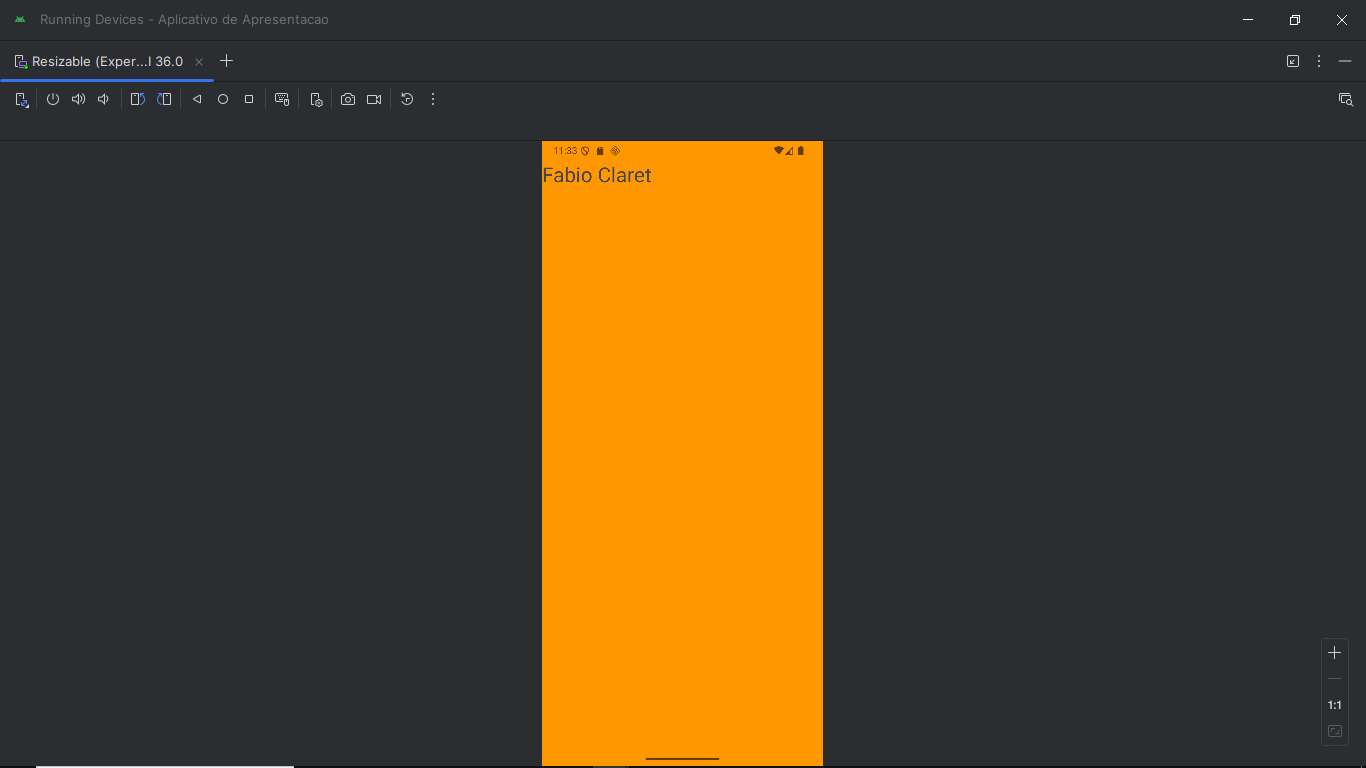 Running Devices - Aplicativo de Apresentacao
Resizable (Exper...l 36.0
11:33
Fabio Claret
1:1